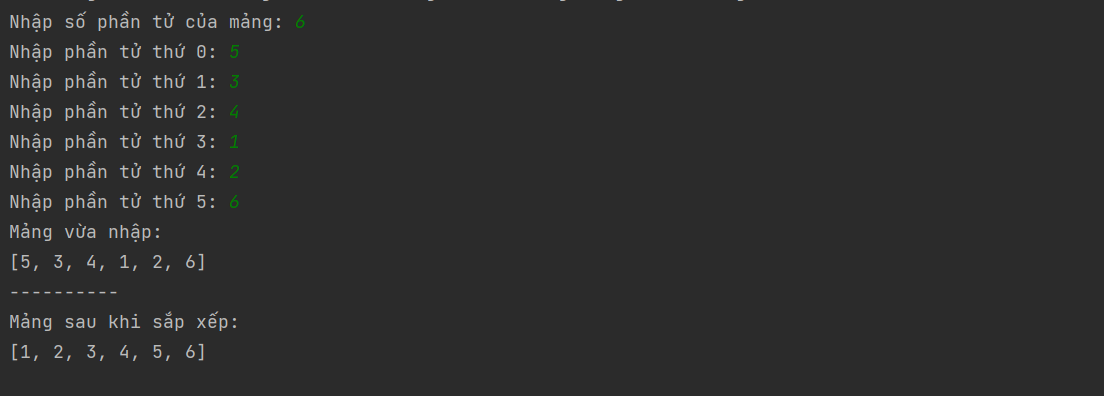 Nhập số phần tử của mảng: 6
Nhập phần tử thứ 0: 5
Nhập phần tử thứ 1: 3
Nhập phần tử thứ 2: 4
Nhập phần tử thứ 3: 1
Nhập phần tử thứ 4: 2
Nhập phần tử thứ 5: 6
Mảng vừa nhập:
[5, 3, 4, 1, 2, 6]
----------
Mảng sau khi sắp xếp:
[1, 2, 3, 4, 5, 6]